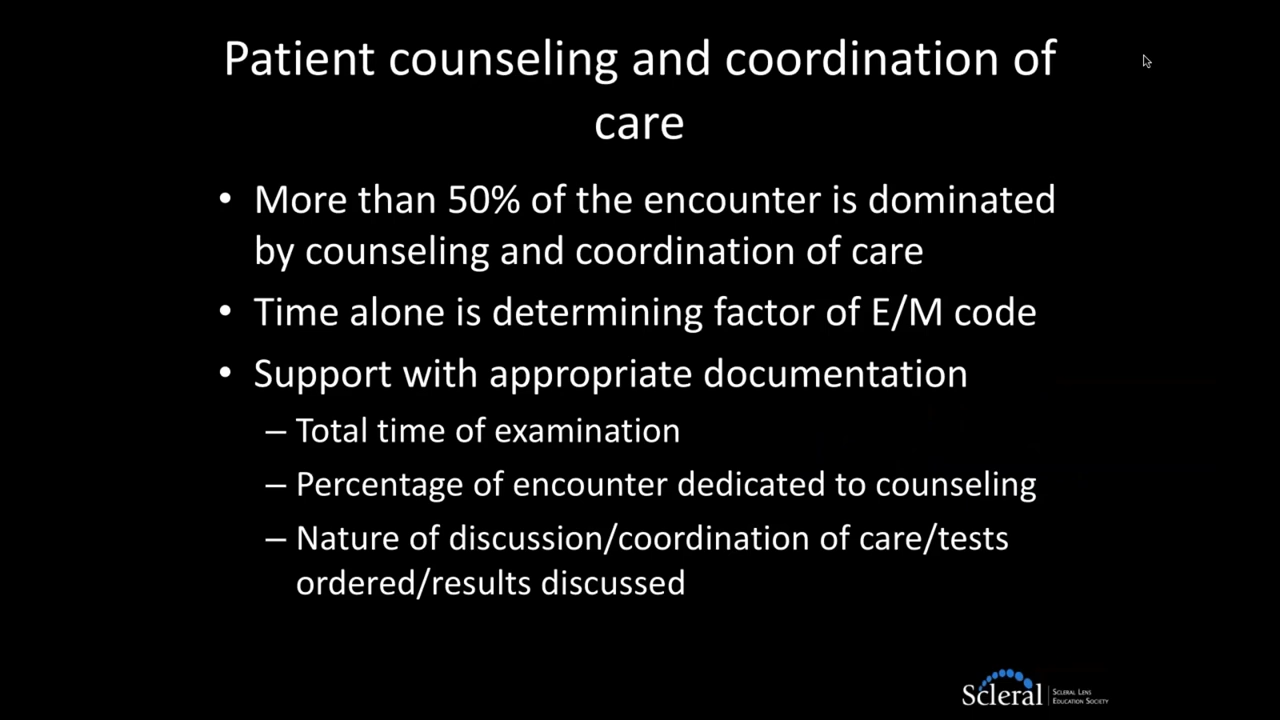 Patient counseling and coordination of
care
• More than 50% of the encounter is dominated
by counseling and coordination of care
• Time alone is determining factor of E/M code
• Support with appropriate documentation
– Total time of examination
– Percentage of encounter dedicated to counseling
– Nature of discussion/coordination of care/tests
ordered/results discussed
Scleral
Scleral Lens
Education Society